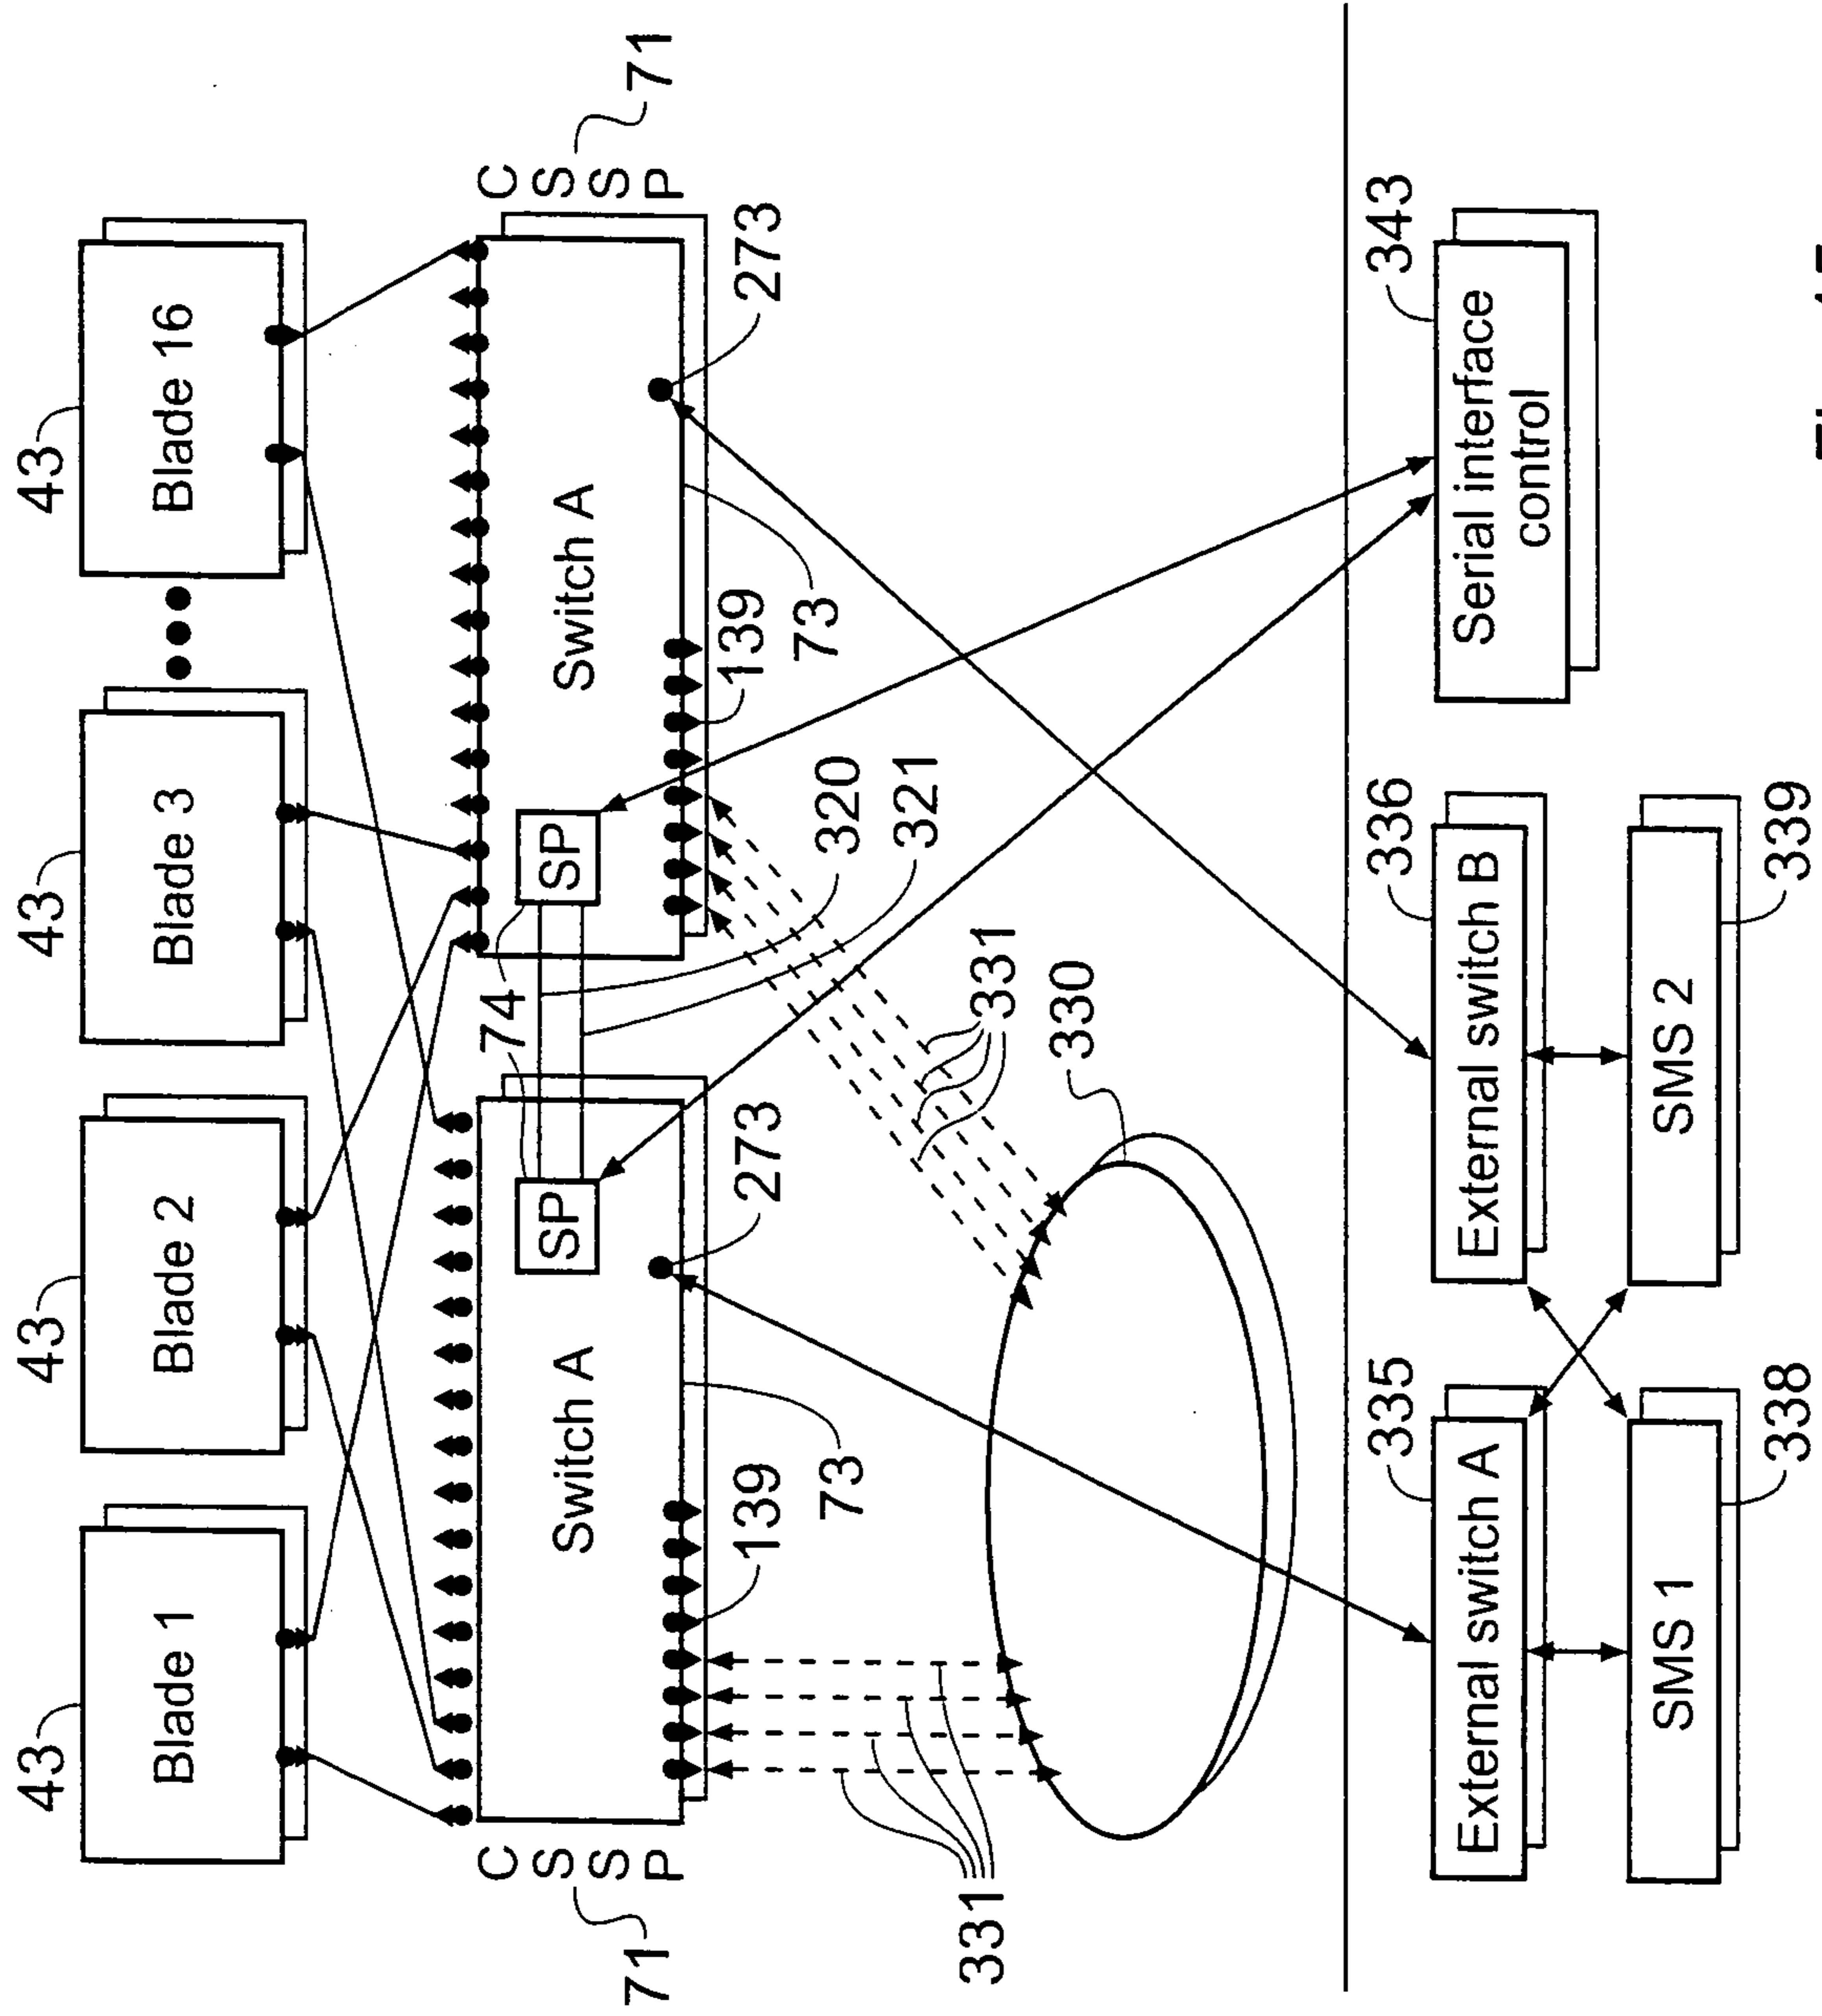 43
43
43
43
Blade 1
Blade 2
Blade 3
Blade 16
71
C
S
S
P
Switch A
SP
74
SP
Switch A
C
S
S
P
71
139
73
273
320
321
139
73
273
331
331
330
335
336
343
External switch A
External switch B
Serial interface
control
SMS 1
SMS 2
338
339